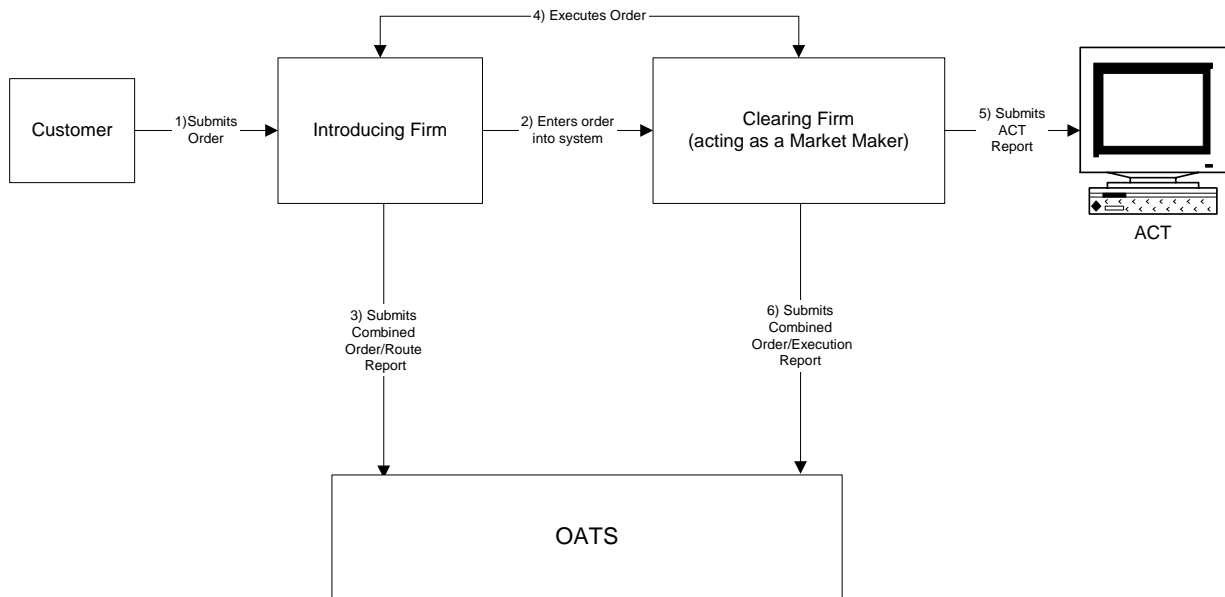 4) Executes Order
Customer
1)Submits
Order
Introducing Firm
2) Enters order
into system
Clearing Firm
(acting as a Market Maker)
5) Submits
ACT
Report
ACT
3) Submits
Combined
Order/Route
Report
6) Submits
Combined
Order/Execution
Report
OATS